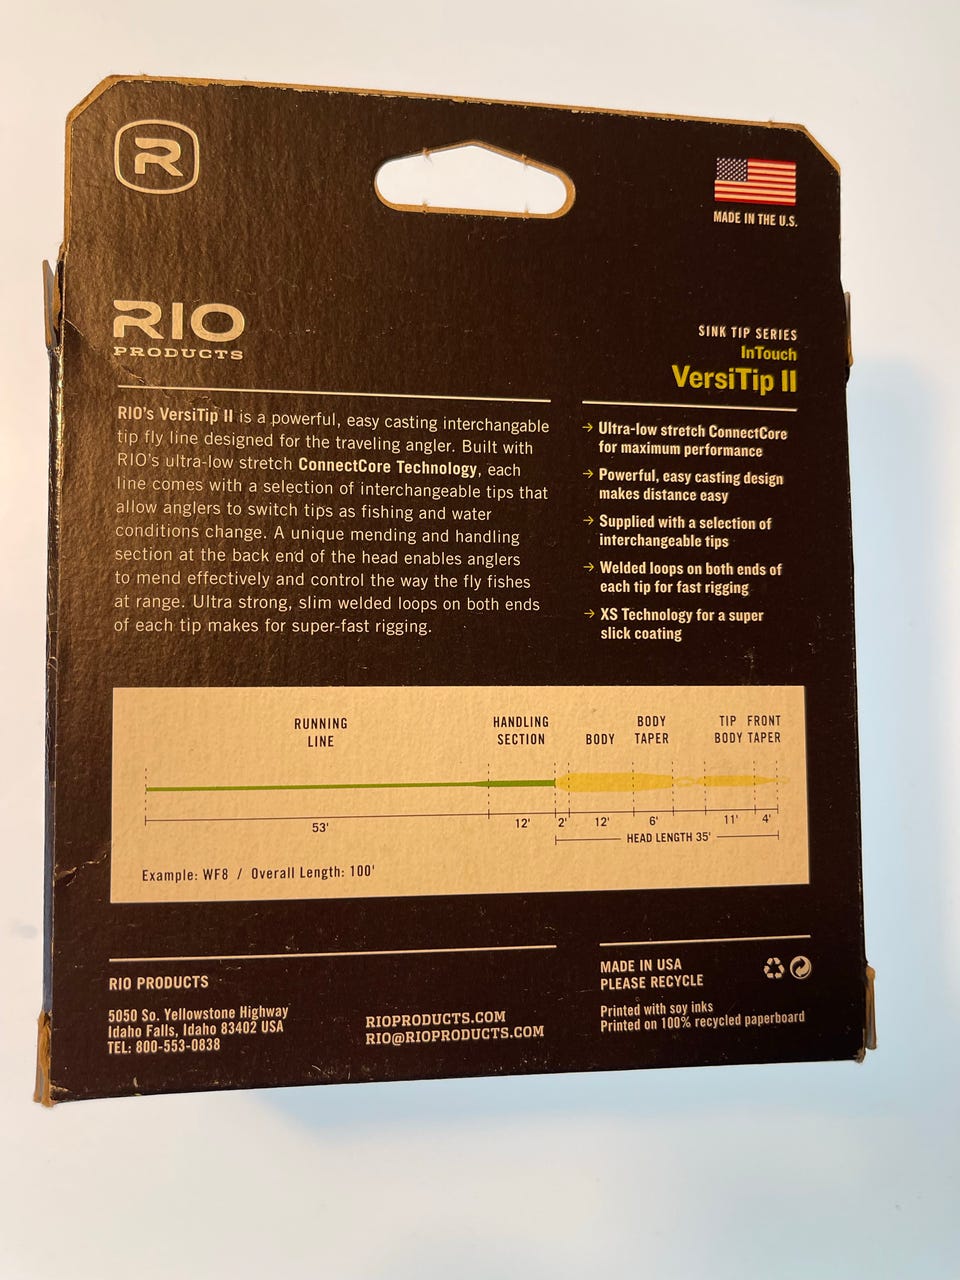 R
MADE IN THE U.S.
RIO
PRODUCTS
SINK TIP SERIES
InTouch
VersiTip II
RIO's VersiTip II is a powerful, easy casting interchangable
tip fly line designed for the traveling angler. Built with
RIO's ultra-low stretch ConnectCore Technology, each
line comes with a selection of interchangeable tips that
allow anglers to switch tips as fishing and water
conditions change. A unique mending and handling
section at the back end of the head enables anglers
to mend effectively and control the way the fly fishes
at range. Ultra strong, slim welded loops on both ends
of each tip makes for super-fast rigging.
→ Ultra-low stretch ConnectCore
for maximum performance
→ Powerful, easy casting design
makes distance easy
→ Supplied with a selection of
interchangeable tips
→ Welded loops on both ends of
each tip for fast rigging
→ XS Technology for a super
slick coating
RUNNING
LINE
HANDLING
SECTION
BODY
BODY
TAPER
TIP FRONT
BODY TAPER
53' 12' 2' 12' 6' 11' 4'
HEAD LENGTH 35'
Example: WF8 / Overall Length: 100'
RIO PRODUCTS
5050 So. Yellowstone Highway
Idaho Falls, Idaho 83402 USA
TEL: 800-553-0838
RIOPRODUCTS.COM
RIO@RIOPRODUCTS.COM
MADE IN USA
PLEASE RECYCLE
Printed with soy inks
Printed on 100% recycled paperboard